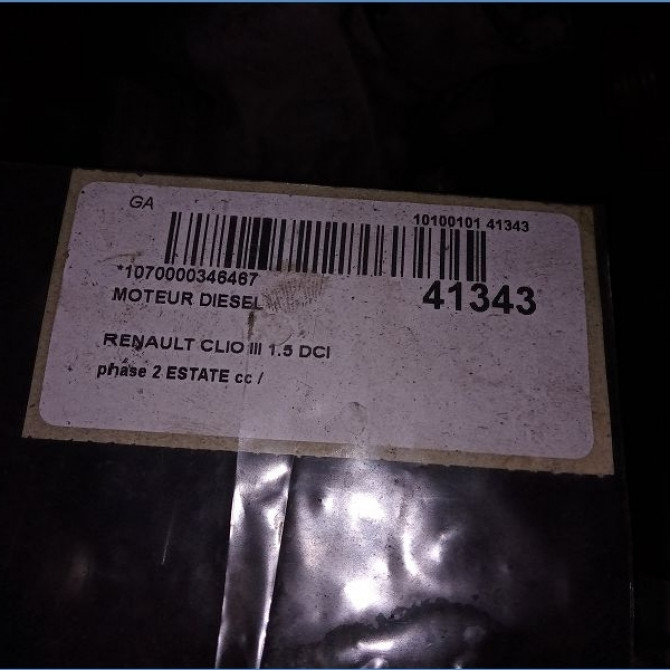 GA
10100101 41343
*1070000346467
MOTEUR DIESEL
41343
RENAULT CLIO III 1.5 DCI
phase 2 ESTATE cc /